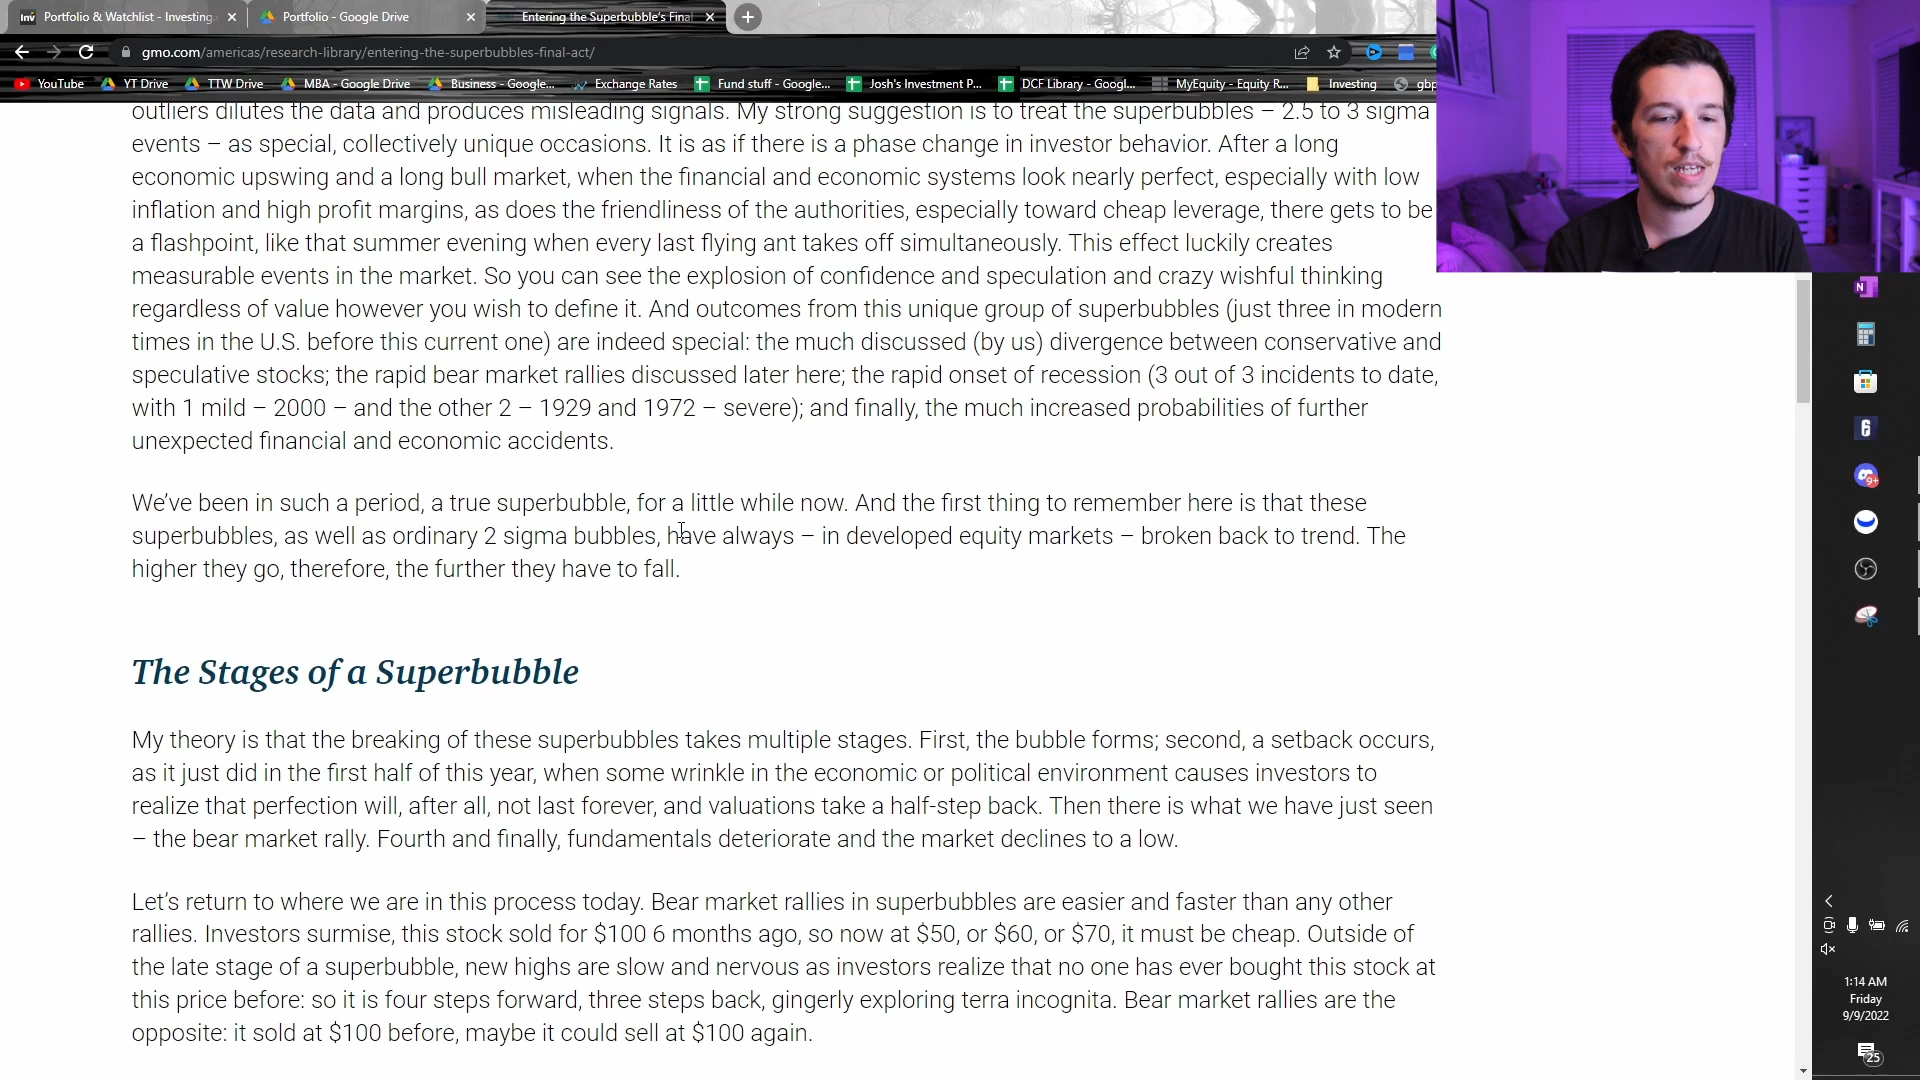 Inv Portfolio & Watchlist - Investing.
Portfolio - Google Drive
Entering the Superbubble's Fina
gmo.com/americas/research-library/entering-the-superbubbles-final-act/
YouTube YT Drive TTW Drive MBA - Google Drive Business - Google... Exchange Rates Fund stuff - Google... Josh's Investment P... DCF Library - Googl... MyEquity - Equity R... Investing gbp
outliers dilutes the data and produces misleading signals. My strong suggestion is to treat the superbubbles – 2.5 to 3 sigma
events – as special, collectively unique occasions. It is as if there is a phase change in investor behavior. After a long
economic upswing and a long bull market, when the financial and economic systems look nearly perfect, especially with low
inflation and high profit margins, as does the friendliness of the authorities, especially toward cheap leverage, there gets to be
a flashpoint, like that summer evening when every last flying ant takes off simultaneously. This effect luckily creates
measurable events in the market. So you can see the explosion of confidence and speculation and crazy wishful thinking
regardless of value however you wish to define it. And outcomes from this unique group of superbubbles (just three in modern
times in the U.S. before this current one) are indeed special: the much discussed (by us) divergence between conservative and
speculative stocks; the rapid bear market rallies discussed later here; the rapid onset of recession (3 out of 3 incidents to date,
with 1 mild – 2000 – and the other 2 – 1929 and 1972 – severe); and finally, the much increased probabilities of further
unexpected financial and economic accidents.
We've been in such a period, a true superbubble, for a little while now. And the first thing to remember here is that these
superbubbles, as well as ordinary 2 sigma bubbles, have always – in developed equity markets – broken back to trend. The
higher they go, therefore, the further they have to fall.
The Stages of a Superbubble
My theory is that the breaking of these superbubbles takes multiple stages. First, the bubble forms; second, a setback occurs,
as it just did in the first half of this year, when some wrinkle in the economic or political environment causes investors to
realize that perfection will, after all, not last forever, and valuations take a half-step back. Then there is what we have just seen
– the bear market rally. Fourth and finally, fundamentals deteriorate and the market declines to a low.
Let's return to where we are in this process today. Bear market rallies in superbubbles are easier and faster than any other
rallies. Investors surmise, this stock sold for $100 6 months ago, so now at $50, or $60, or $70, it must be cheap. Outside of
the late stage of a superbubble, new highs are slow and nervous as investors realize that no one has ever bought this stock at
this price before: so it is four steps forward, three steps back, gingerly exploring terra incognita. Bear market rallies are the
opposite: it sold at $100 before, maybe it could sell at $100 again.
N
6
9+
1:14 AM
Friday
9/9/2022
25